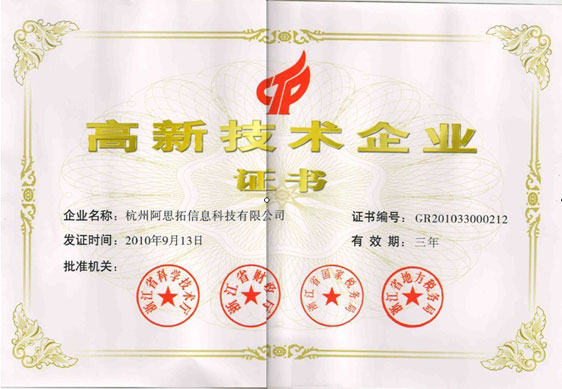 高新技术企业
证书
企业名称：杭州阿思拓信息科技有限公司
证书编号：GR201033000212
发证时间：2010年9月13日
有 效 期：三年
批准机关：
浙江省科学技术厅
浙江省财政厅
浙江省国家税务局
浙江省地方税务局